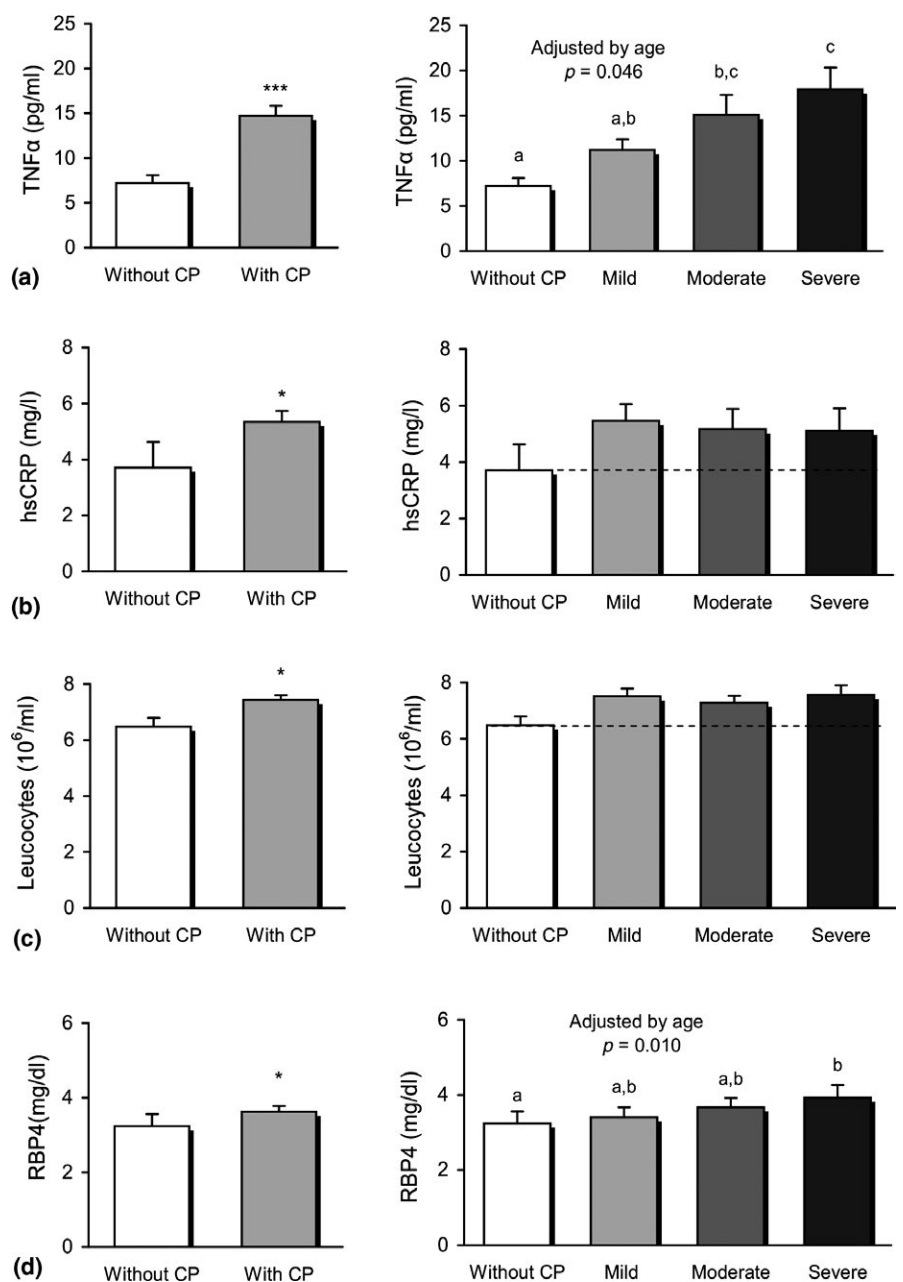 25
20
15
10
5
0
TNFα (pg/ml)
***
Without CP
With CP
(a)
25
20
15
10
5
0
TNFα (pg/ml)
Adjusted by age
p = 0.046
a
a,b
b,c
c
Without CP
Mild
Moderate
Severe
8
6
4
2
0
hsCRP (mg/l)
*
Without CP
With CP
(b)
8
6
4
2
0
hsCRP (mg/l)
Without CP
Mild
Moderate
Severe
8
6
4
2
0
Leucocytes (10⁶/ml)
*
Without CP
With CP
(c)
8
6
4
2
0
Leucocytes (10⁶/ml)
Without CP
Mild
Moderate
Severe
6
4
2
0
RBP4(mg/dl)
*
Without CP
With CP
(d)
6
4
2
0
RBP4 (mg/dl)
Adjusted by age
p = 0.010
a
a,b
a,b
b
Without CP
Mild
Moderate
Severe